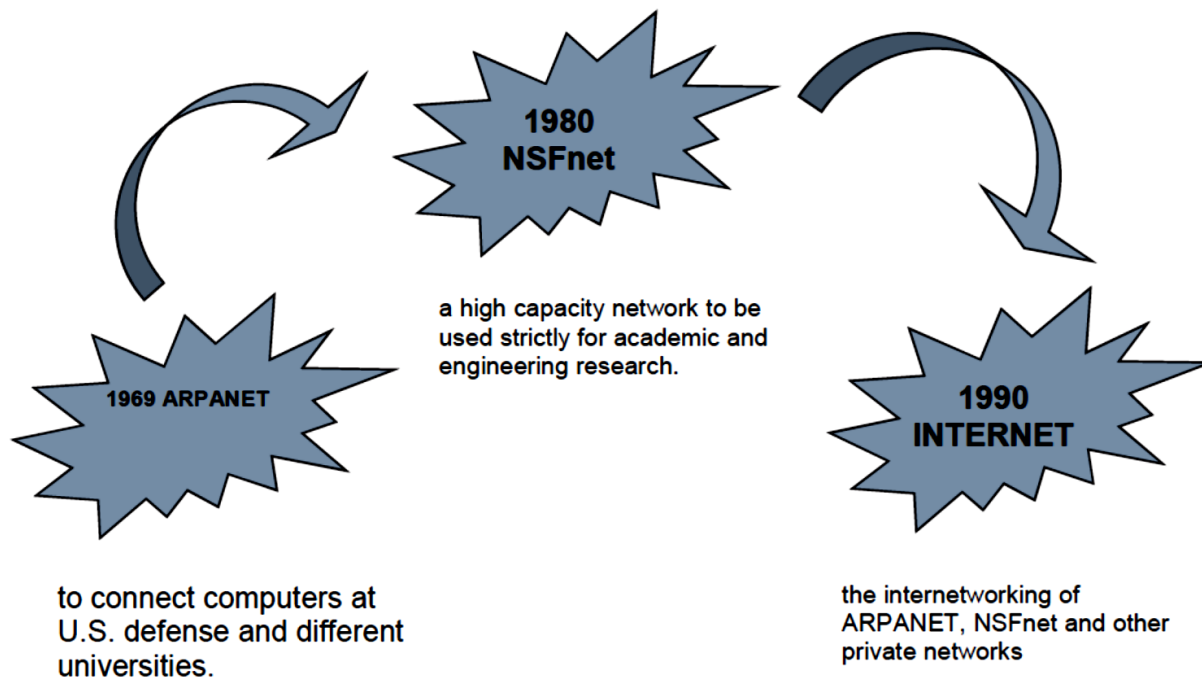 1969 ARPANET
to connect computers at
U.S. defense and different
universities.
1980
NSFnet
a high capacity network to be
used strictly for academic and
engineering research.
1990
INTERNET
the internetworking of
ARPANET, NSFnet and other
private networks